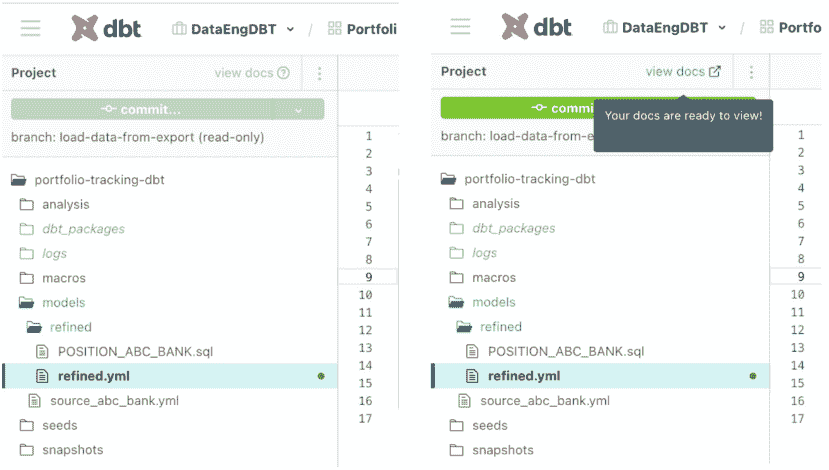 dbt DataEngDBT / Portfoli
Project view docs
commit...
branch: load-data-from-export (read-only)
portfolio-tracking-dbt
analysis
dbt_packages
logs
macros
models
refined
POSITION_ABC_BANK.sql
refined.yml
source_abc_bank.yml
seeds
snapshots
1
2
3
4
5
6
7
8
9
10
11
12
13
14
15
16
17
dbt DataEngDBT / Portfo
Project view docs
Your docs are ready to view!
commi
branch: load-data-from-e
portfolio-tracking-dbt
analysis
dbt_packages
logs
macros
models
refined
POSITION_ABC_BANK.sql
refined.yml
source_abc_bank.yml
seeds
snapshots
1
2
3
4
5
6
7
8
9
10
11
12
13
14
15
16
17